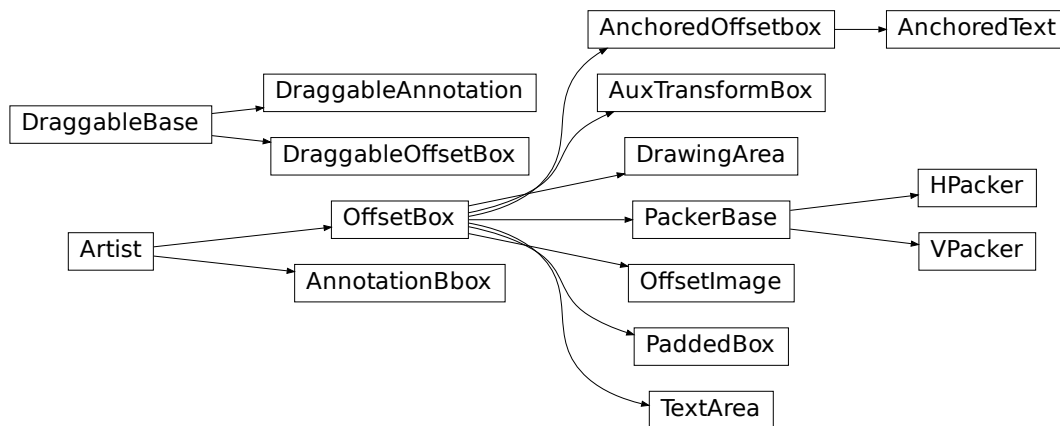 AnchoredOffsetbox
AnchoredText
DraggableAnnotation
AuxTransformBox
DraggableBase
DraggableOffsetBox
DrawingArea
HPacker
OffsetBox
PackerBase
Artist
VPacker
AnnotationBbox
OffsetImage
PaddedBox
TextArea